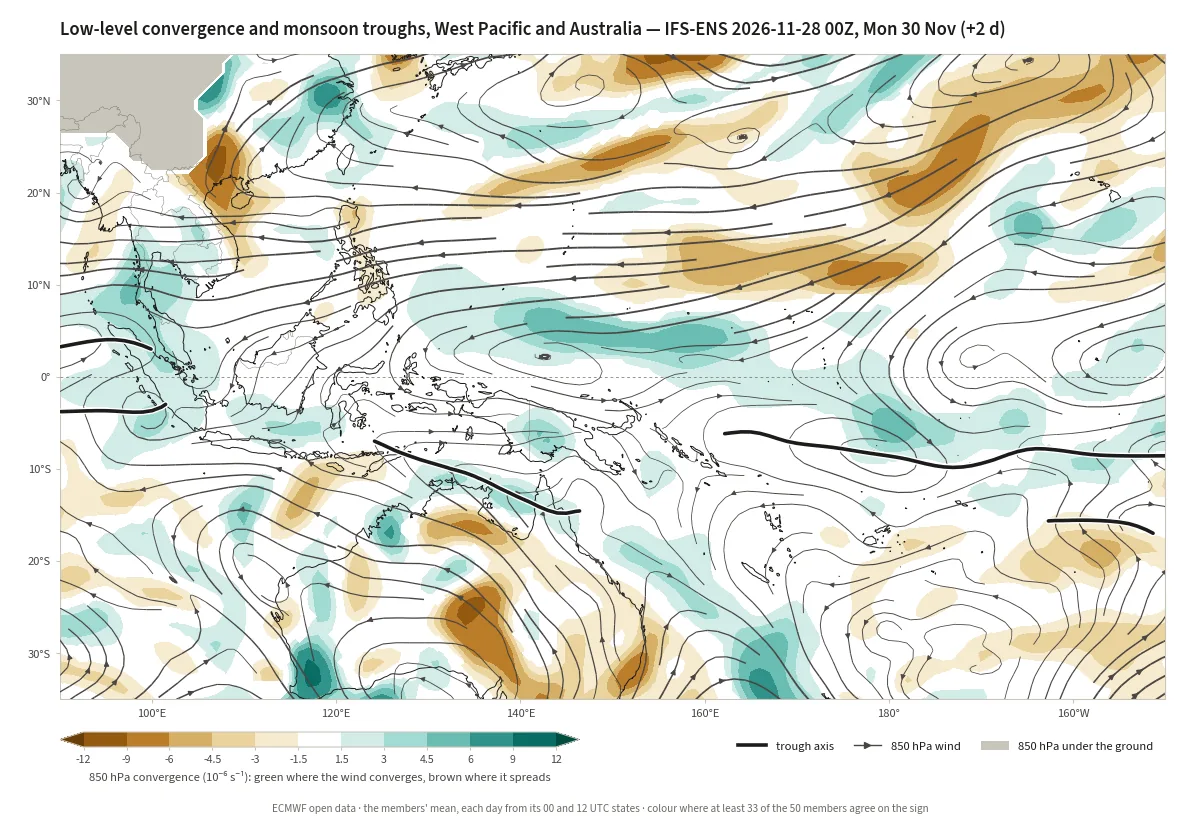 Low-level convergence and monsoon troughs, West Pacific and Australia — IFS-ENS 2026-11-28 00Z, Mon 30 Nov (+2 d)
30°N
20°N
10°N
0°
10°S
20°S
30°S
100°E 120°E 140°E 160°E 180° 160°W
-12 -9 -6 -4.5 -3 -1.5 1.5 3 4.5 6 9 12
850 hPa convergence (10⁻⁶ s⁻¹): green where the wind converges, brown where it spreads
trough axis 850 hPa wind 850 hPa under the ground
ECMWF open data · the members' mean, each day from its 00 and 12 UTC states · colour where at least 33 of the 50 members agree on the sign